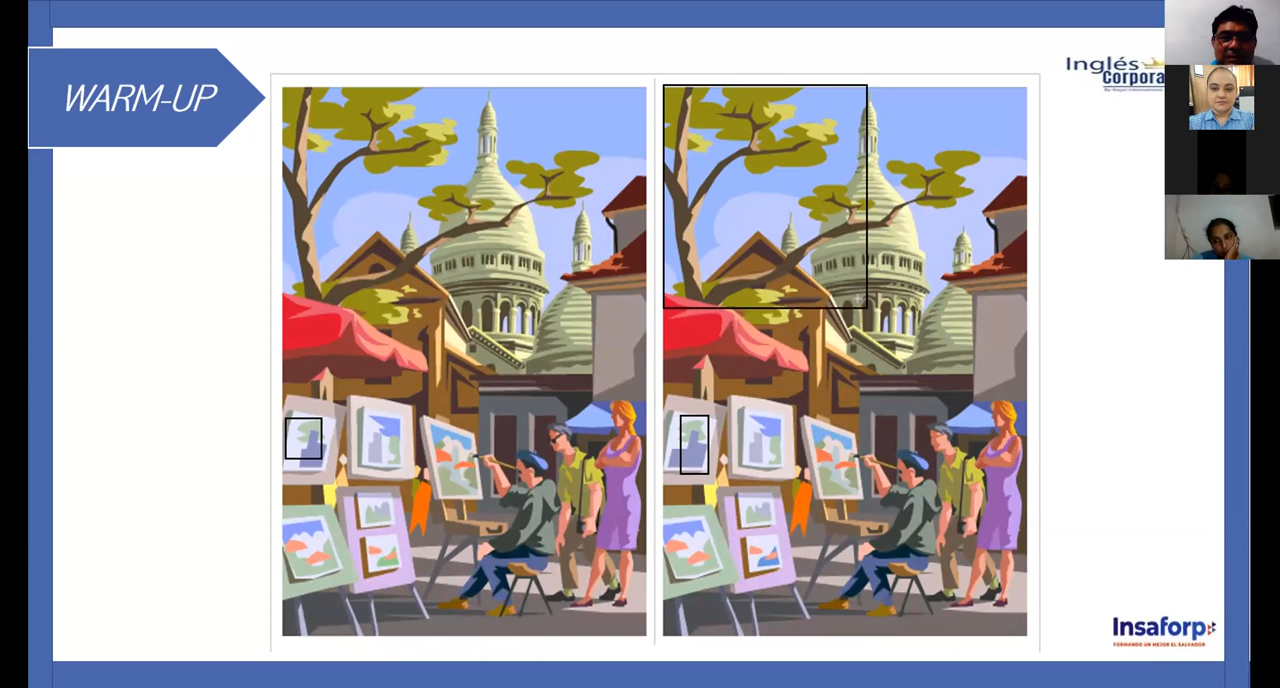 WARM-UP
Inglés
Corpora
Insaforp
FORMANDO UN MEJOR EL SALVADOR